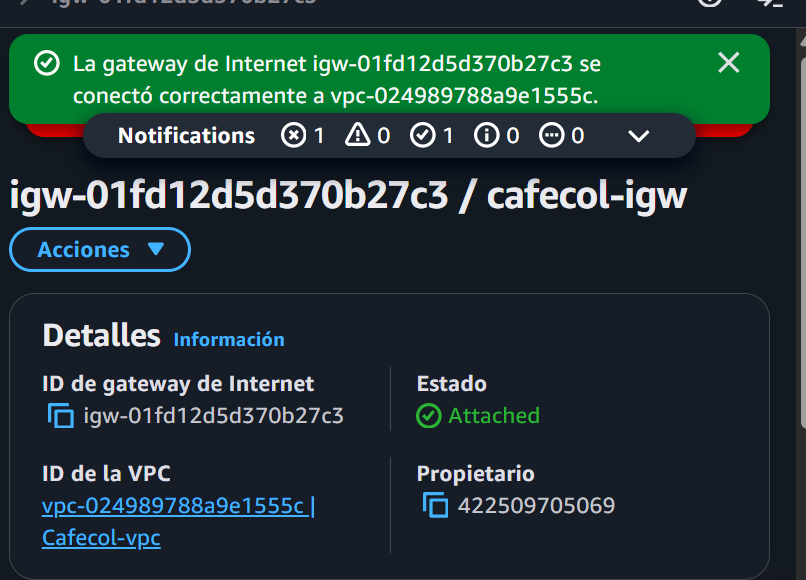 igw-01fd12d5d370b27c3
La gateway de Internet igw-01fd12d5d370b27c3 se
conectó correctamente a vpc-024989788a9e1555c.
Notifications 1 0 1 0 0
igw-01fd12d5d370b27c3 / cafecol-igw
Acciones
Detalles Información
ID de gateway de Internet
igw-01fd12d5d370b27c3
Estado
Attached
ID de la VPC
vpc-024989788a9e1555c |
Cafecol-vpc
Propietario
422509705069